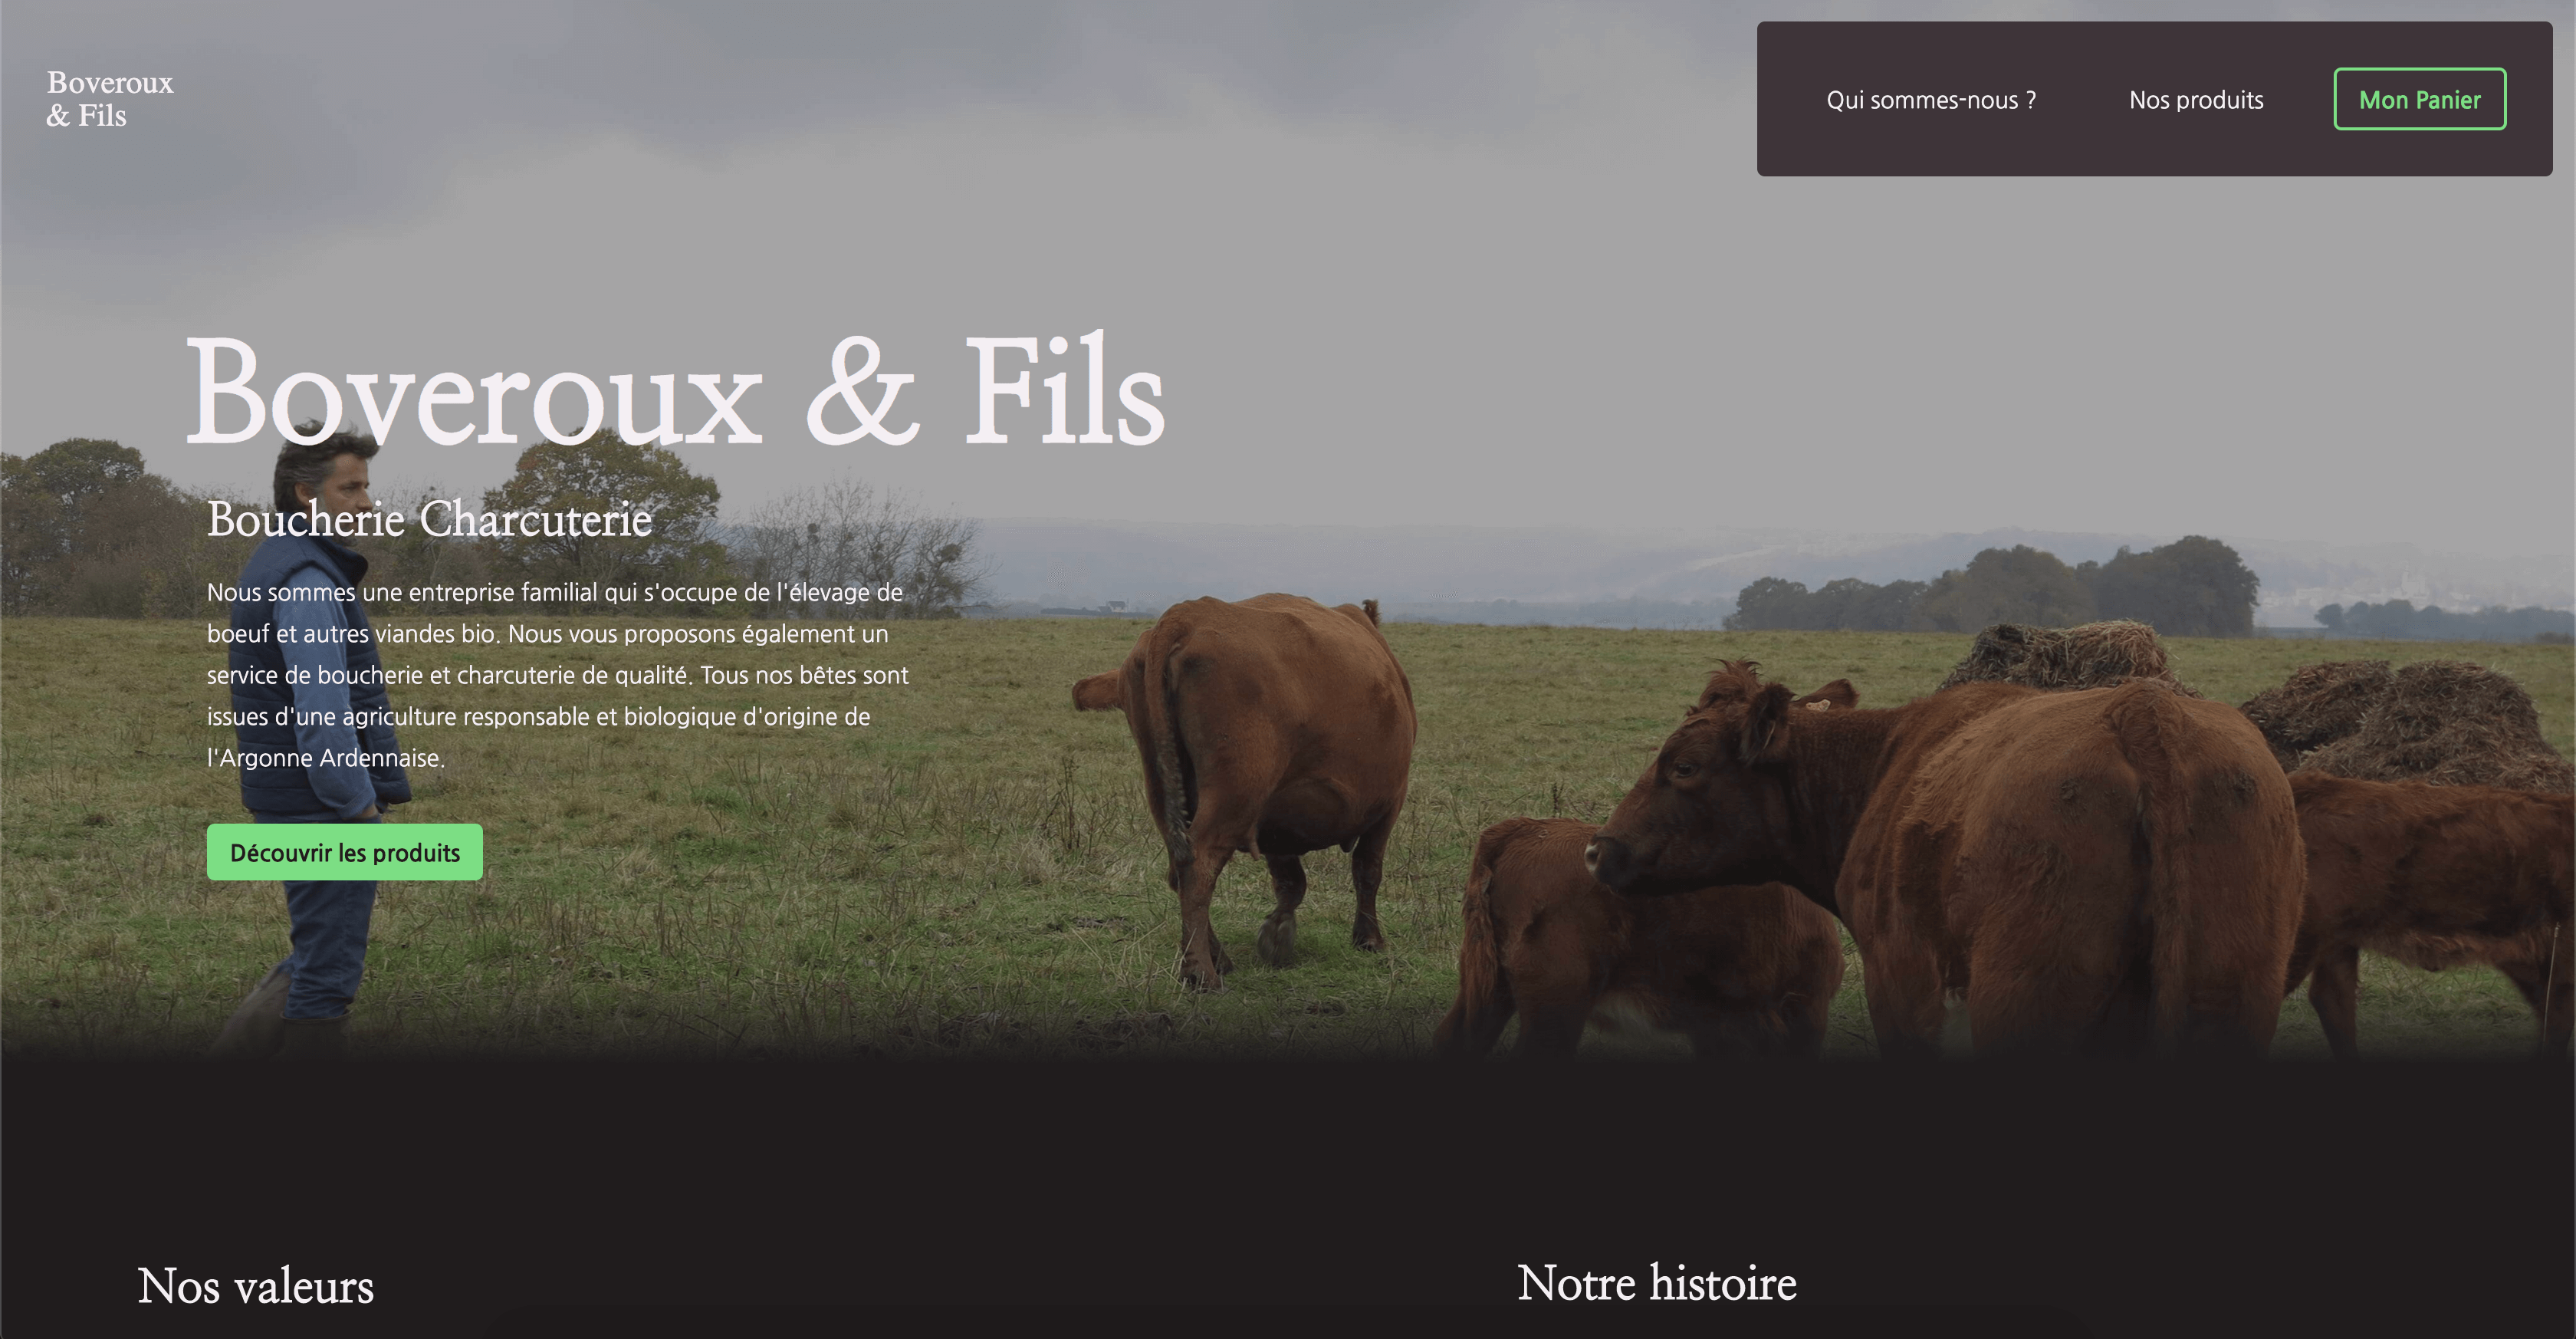 Boveroux
& Fils
Qui sommes-nous ?
Nos produits
Mon Panier
Boveroux & Fils
Boucherie Charcuterie
Nous sommes une entreprise familial qui s'occupe de l'élevage de
boeuf et autres viandes bio. Nous vous proposons également un
service de boucherie et charcuterie de qualité. Tous nos bêtes sont
issues d'une agriculture responsable et biologique d'origine de
l'Argonne Ardennaise.
Découvrir les produits
Nos valeurs
Notre histoire